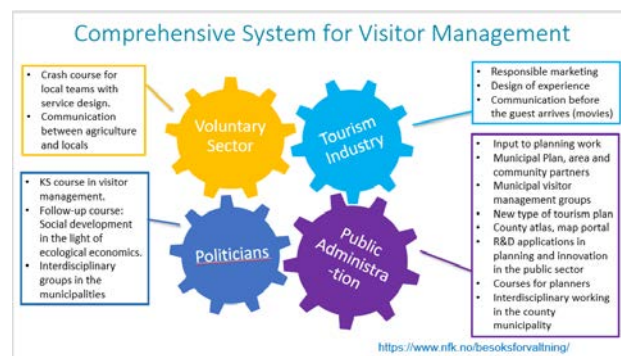 Comprehensive System for Visitor Management
• Crash course for
local teams with
service design.
• Communication
between agriculture
and locals
Voluntary
Sector
Tourism
Industry
• Responsible marketing
• Design of experience
• Communication before
the guest arrives (movies)
• KS course in visitor
management.
• Follow-up course:
Social development
in the light of
ecological economics.
• Interdisciplinary
groups in the
municipalities
Politicians
Public
Administra
-tion
• Input to planning work
• Municipal Plan, area and
community partners
• Municipal visitor
management groups
• New type of tourism plan
• County atlas, map portal
• R&D applications in
planning and innovation
in the public sector
• Courses for planners
• Interdisciplinary working
in the county
municipality
https://www.nfk.no/besoksforvaltning/